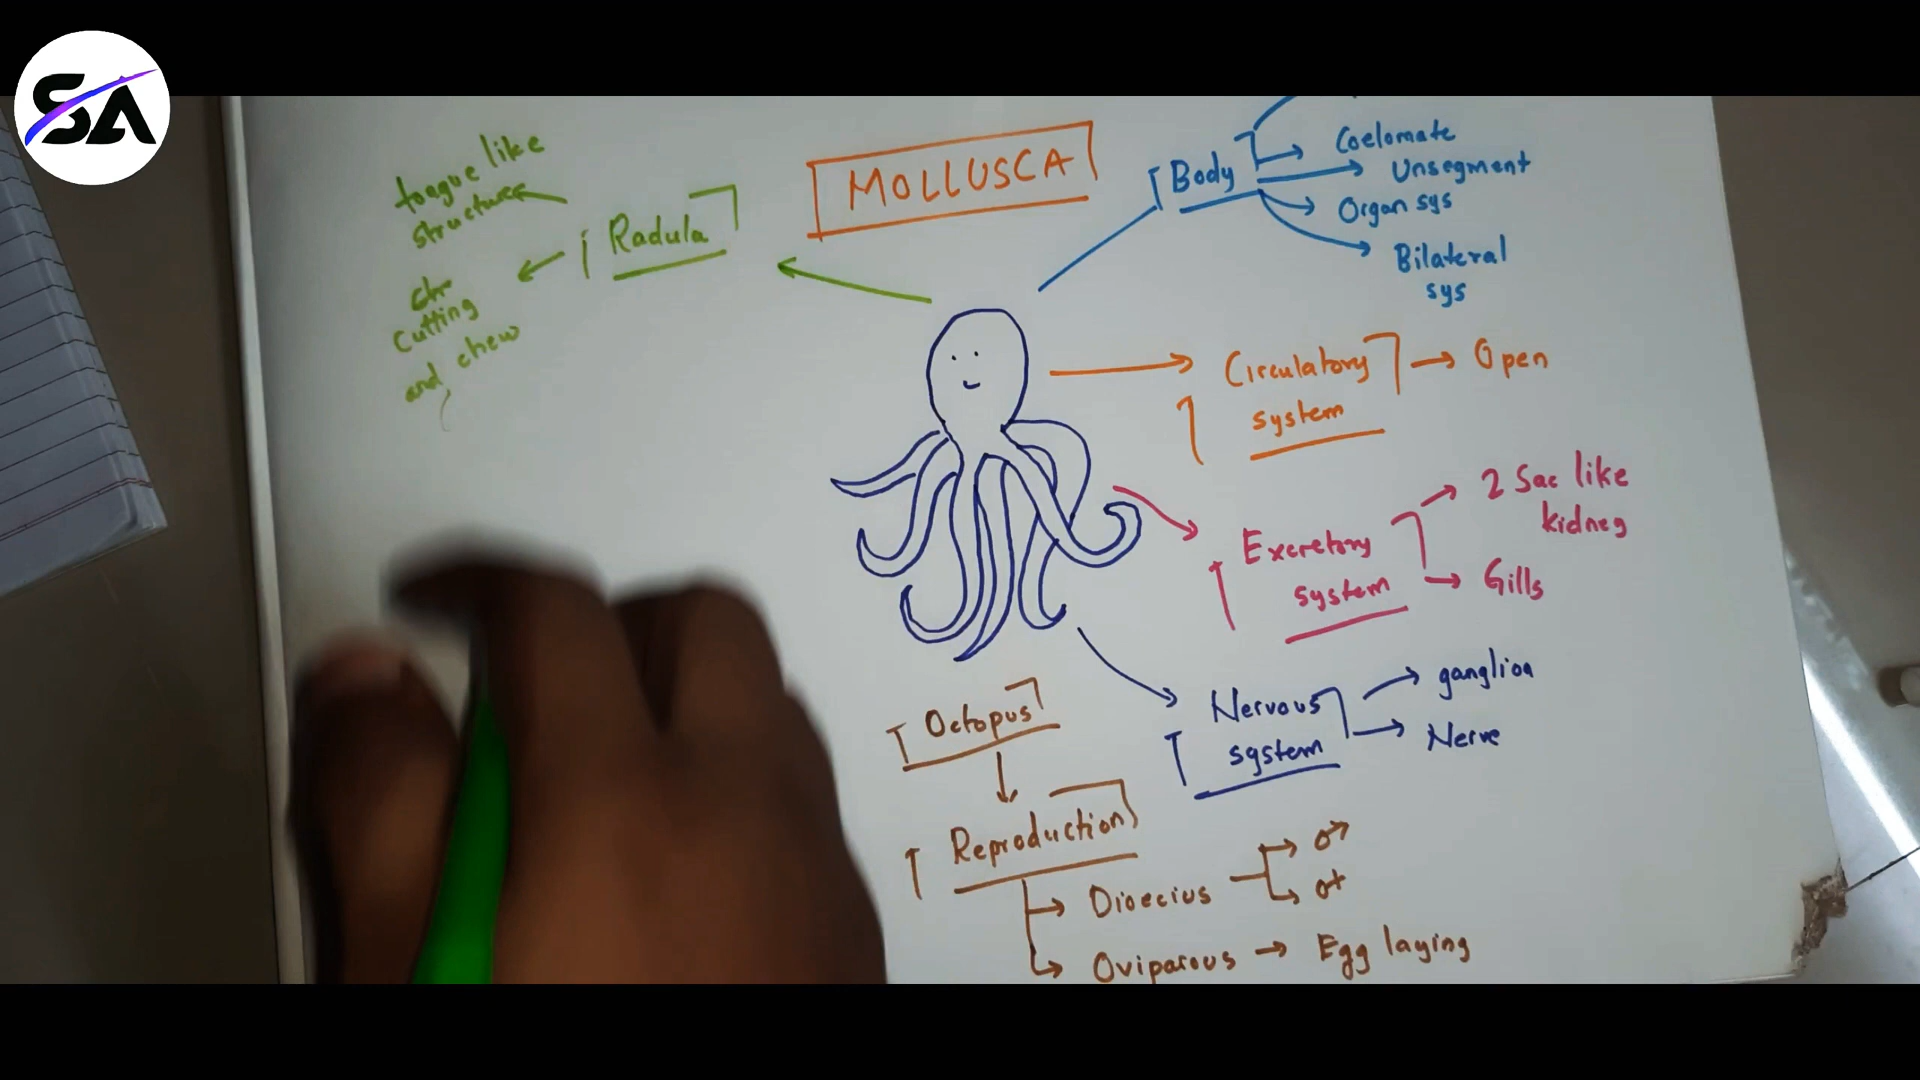 SA
MOLLUSCA
tongue like
structure
Radula
cutting
and chew
Body
Coelomate
Unsegment
Organ sys
Bilateral
sys
Circulatory
system
Open
Excretory
system
2 Sac like
kidney
Gills
Nervous
system
ganglion
Nerve
Octopus
Reproduction
Dioecius
Oviparous → Egg laying